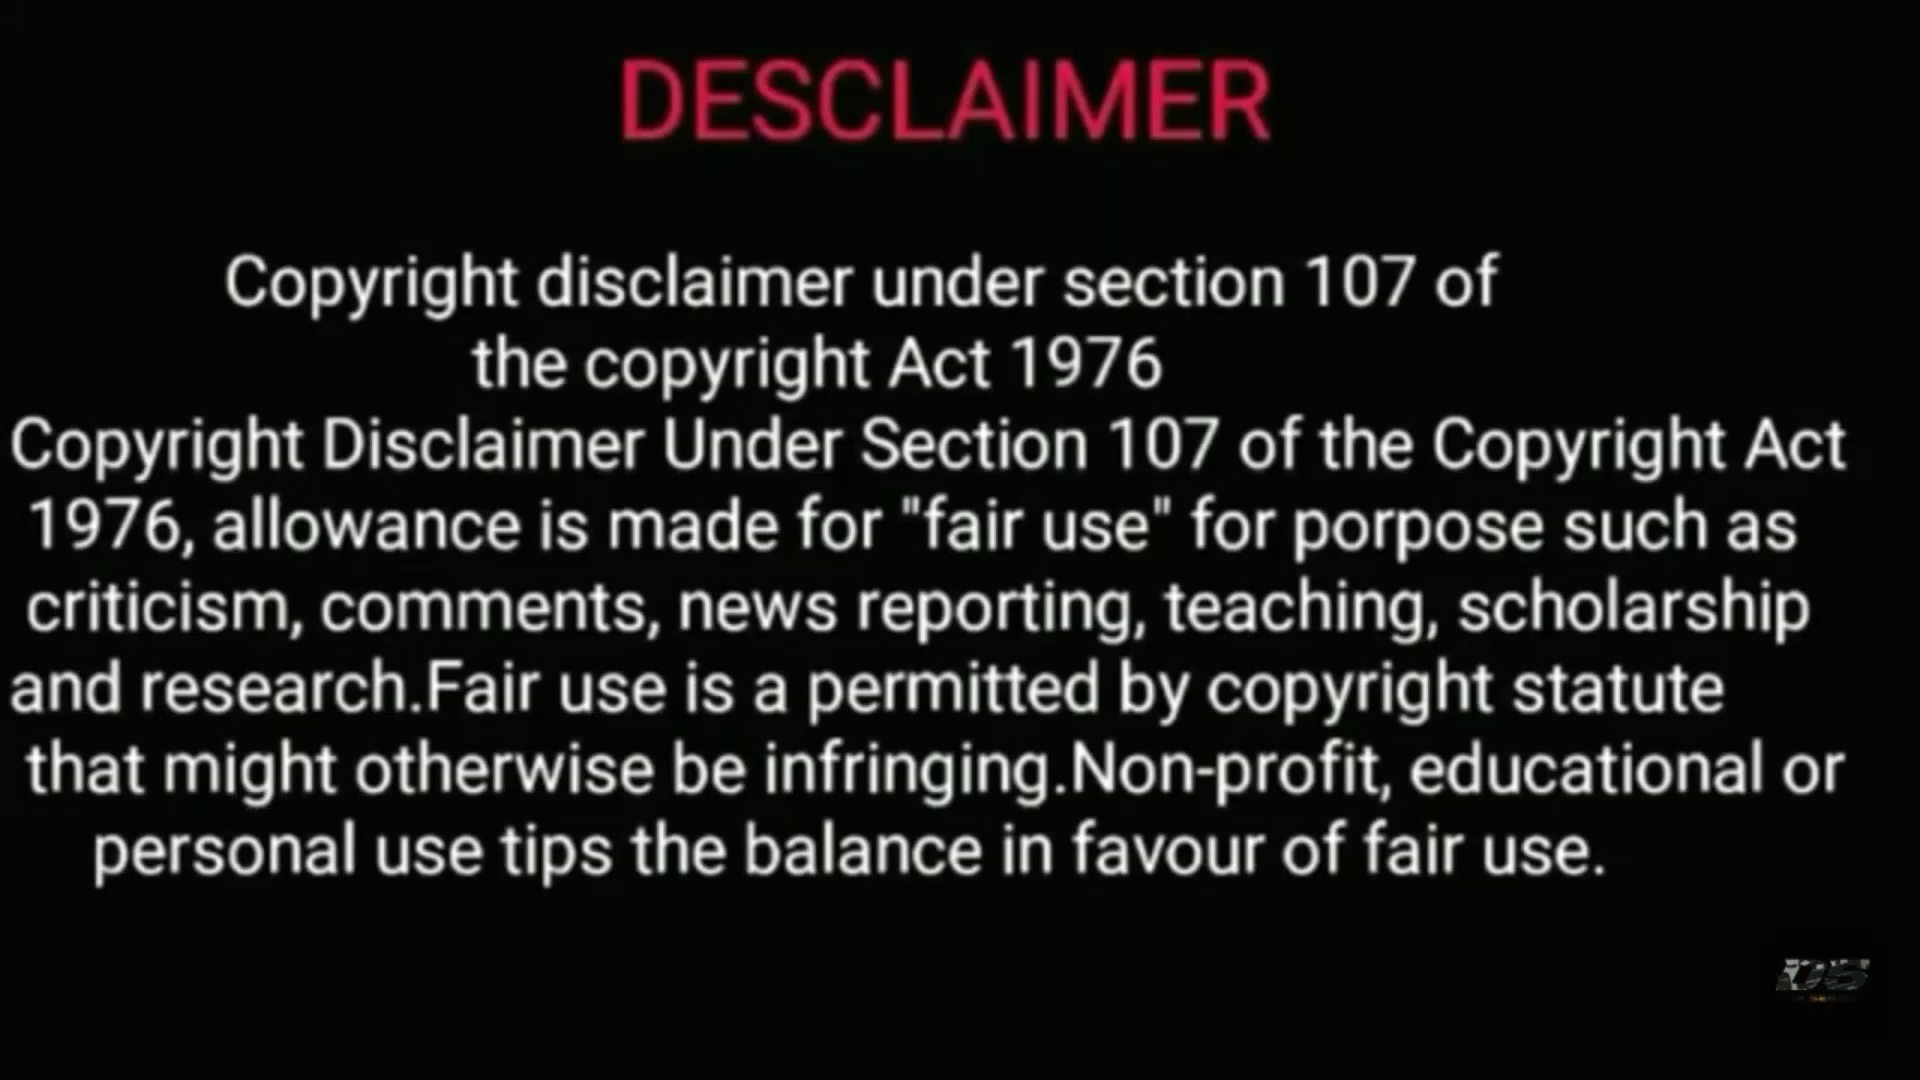 DESCLAIMER
Copyright disclaimer under section 107 of
the copyright Act 1976
Copyright Disclaimer Under Section 107 of the Copyright Act
1976, allowance is made for "fair use" for porpose such as
criticism, comments, news reporting, teaching, scholarship
and research.Fair use is a permitted by copyright statute
that might otherwise be infringing.Non-profit, educational or
personal use tips the balance in favour of fair use.